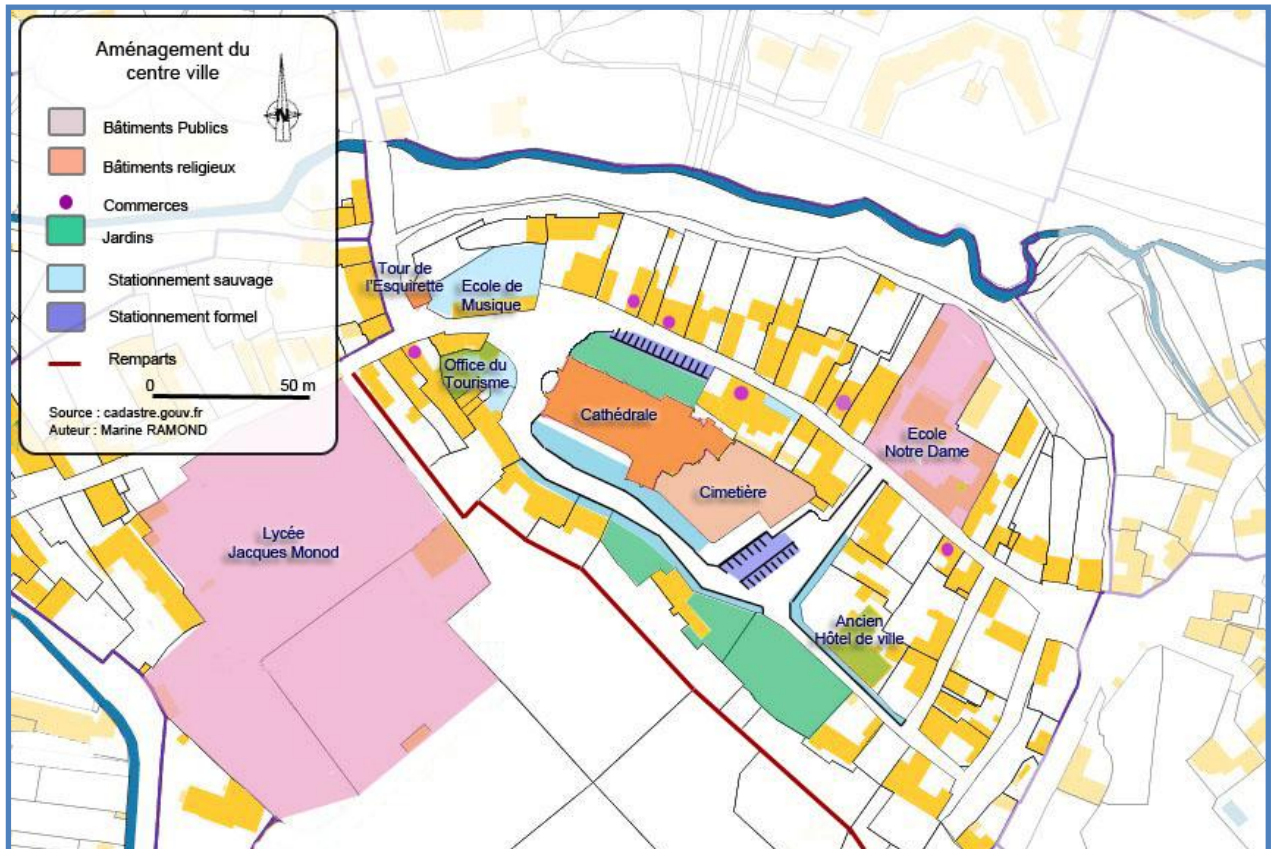 Aménagement du
centre ville
N
Bâtiments Publics
Bâtiments religieux
Commerces
Jardins
Stationnement sauvage
Stationnement formel
Remparts
0 50 m
Source : cadastre.gouv.fr
Auteur : Marine RAMOND
Tour de
l'Esquirette
Ecole de
Musique
Office du
Tourisme
Cathédrale
Cimetière
Ecole
Notre Dame
Lycée
Jacques Monod
Ancien
Hôtel de ville